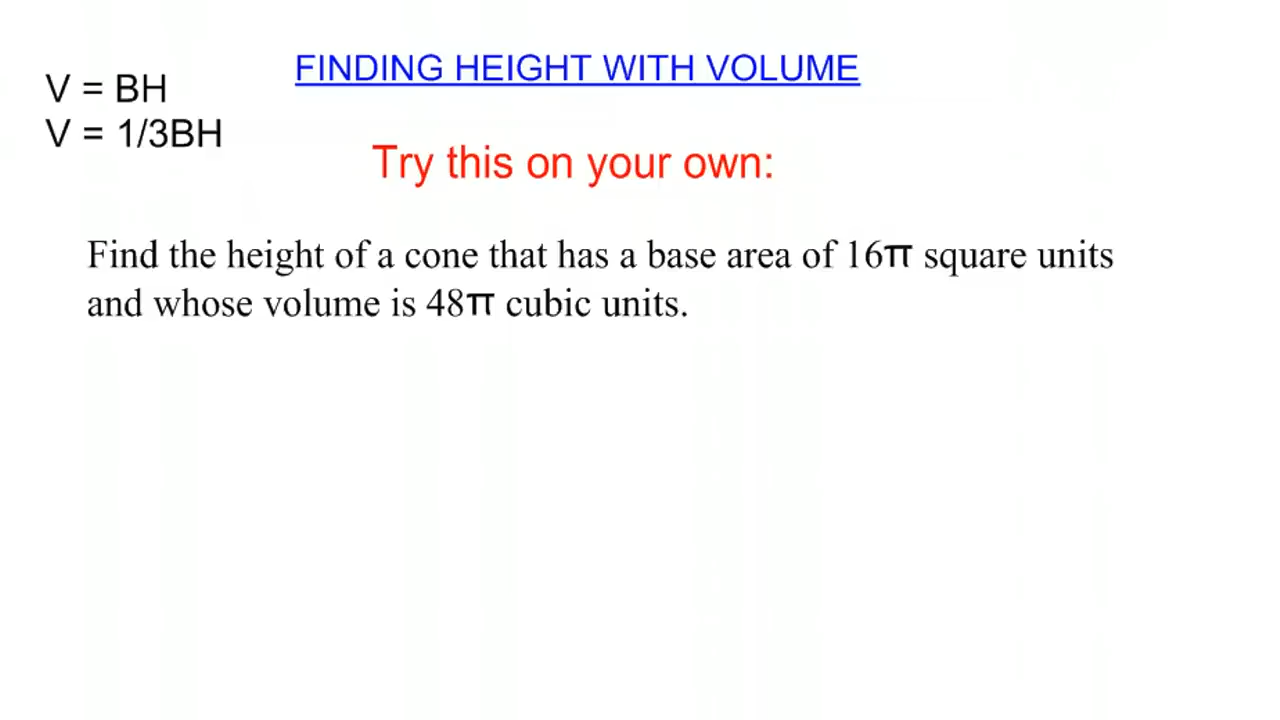 FINDING HEIGHT WITH VOLUME
V = BH
V = 1/3BH
Try this on your own:
Find the height of a cone that has a base area of 16π square units
and whose volume is 48π cubic units.